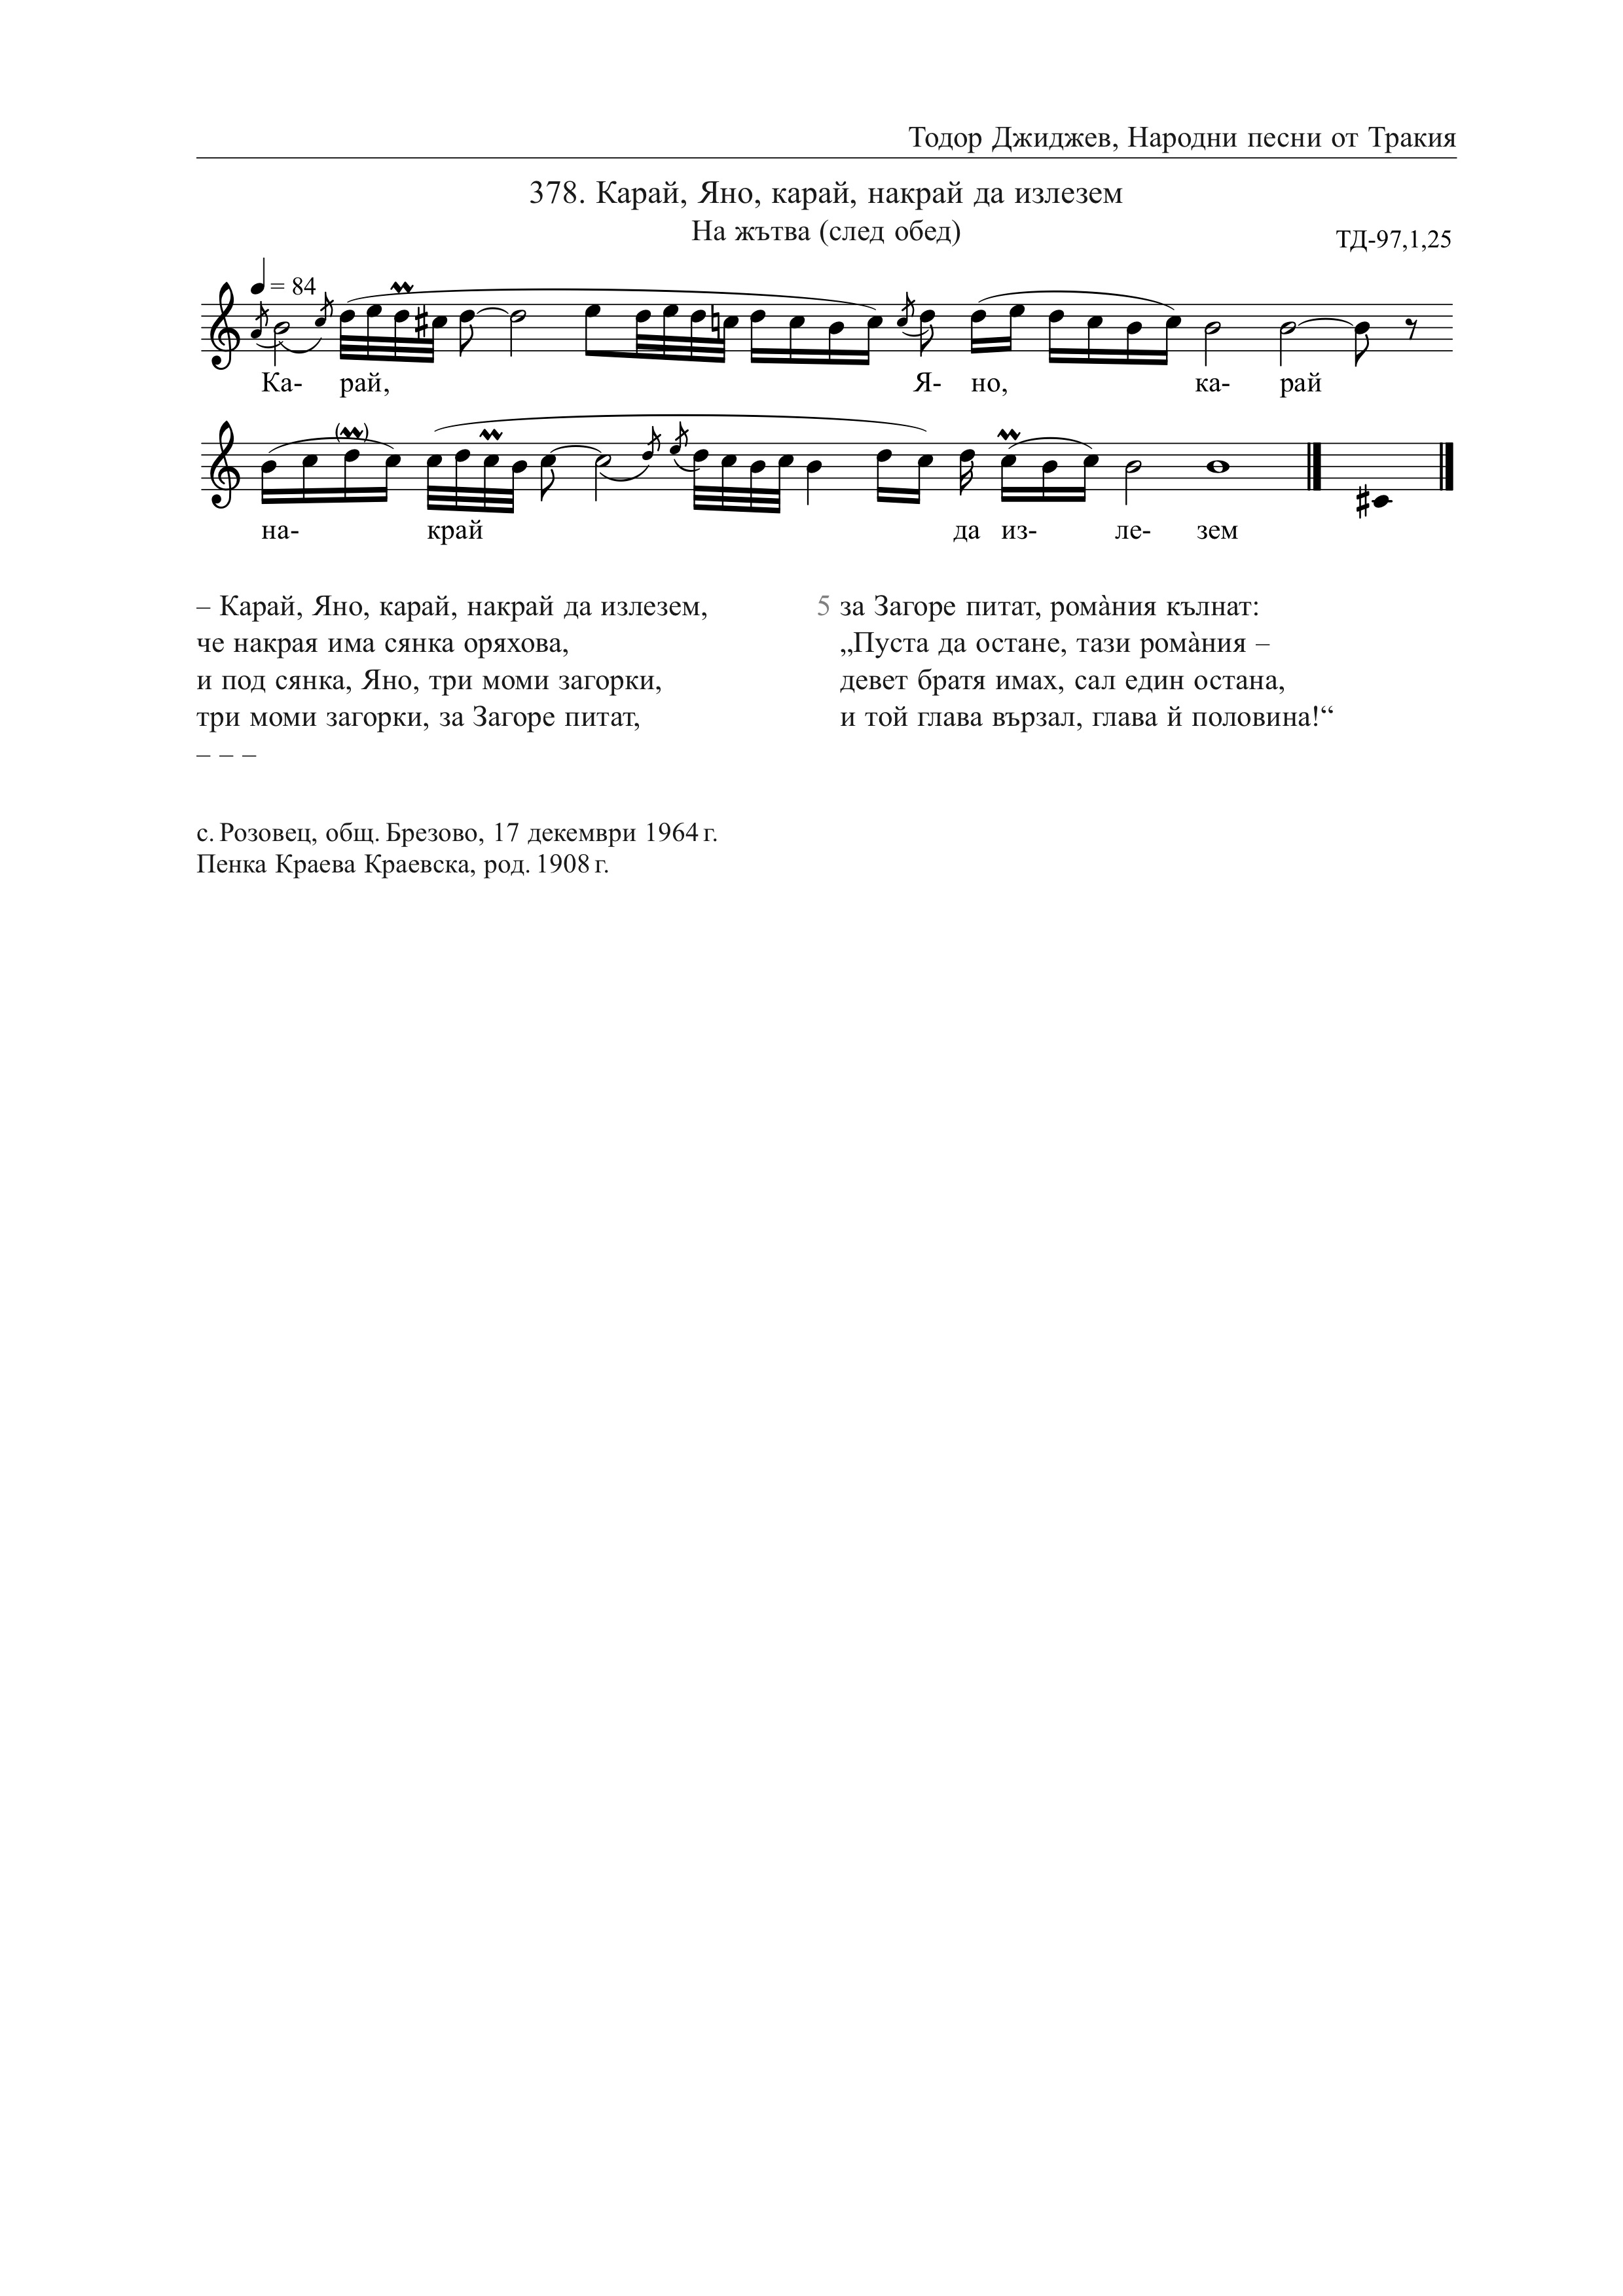 Тодор Джиджев, Народни песни от Тракия
378. Карай, Яно, карай, накрай да излезем
На жътва (след обед)
ТД-97,1,25
= 84
Ка- рай, Я- но, ка- рай
на- край да из- ле- зем
– Карай, Яно, карай, накрай да излезем,
че накрая има сянка оряхова,
и под сянка, Яно, три моми загорки,
три моми загорки, за Загоре питат,
– – –
5 за Загоре питат, рома̀ния кълнат:
„Пуста да остане, тази рома̀ния –
девет братя имах, сал един остана,
и той глава вързал, глава й половина!“
с. Розовец, общ. Брезово, 17 декември 1964 г.
Пенка Краева Краевска, род. 1908 г.